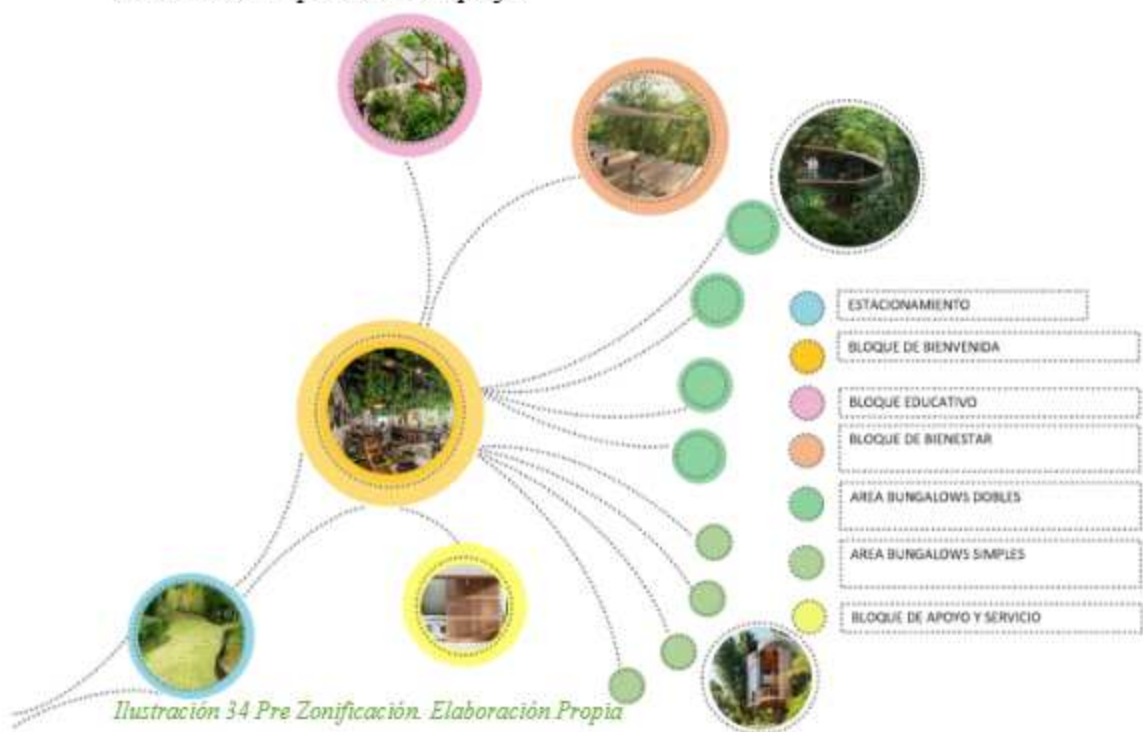 ESTACIONAMIENTO
BLOQUE DE BIENVENIDA
BLOQUE EDUCATIVO
BLOQUE DE BIENESTAR
AREA BUNGALOWS DOBLES
AREA BUNGALOWS SIMPLES
BLOQUE DE APOYO Y SERVICIO
Ilustración 34 Pre Zonificación. Elaboración Propia